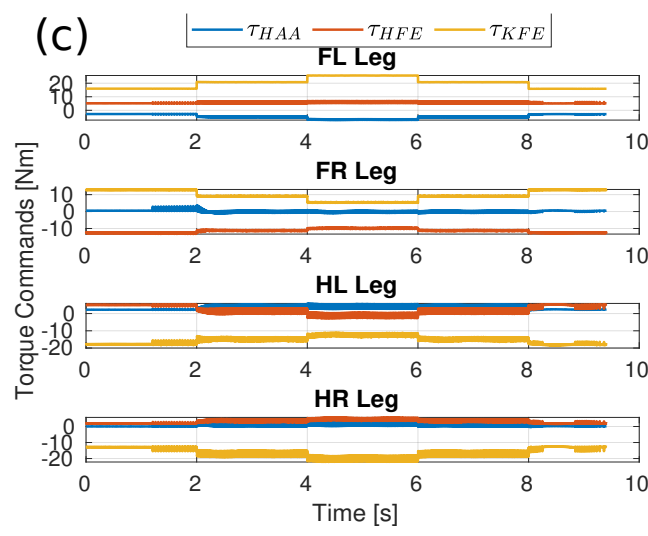 (c)
τHAA τHFE τKFE
FL Leg
20
10
0
0 2 4 6 8 10
FR Leg
10
0
-10
0 2 4 6 8 10
HL Leg
0
-10
-20
0 2 4 6 8 10
HR Leg
0
-10
-20
0 2 4 6 8 10
Torque Commands [Nm]
Time [s]